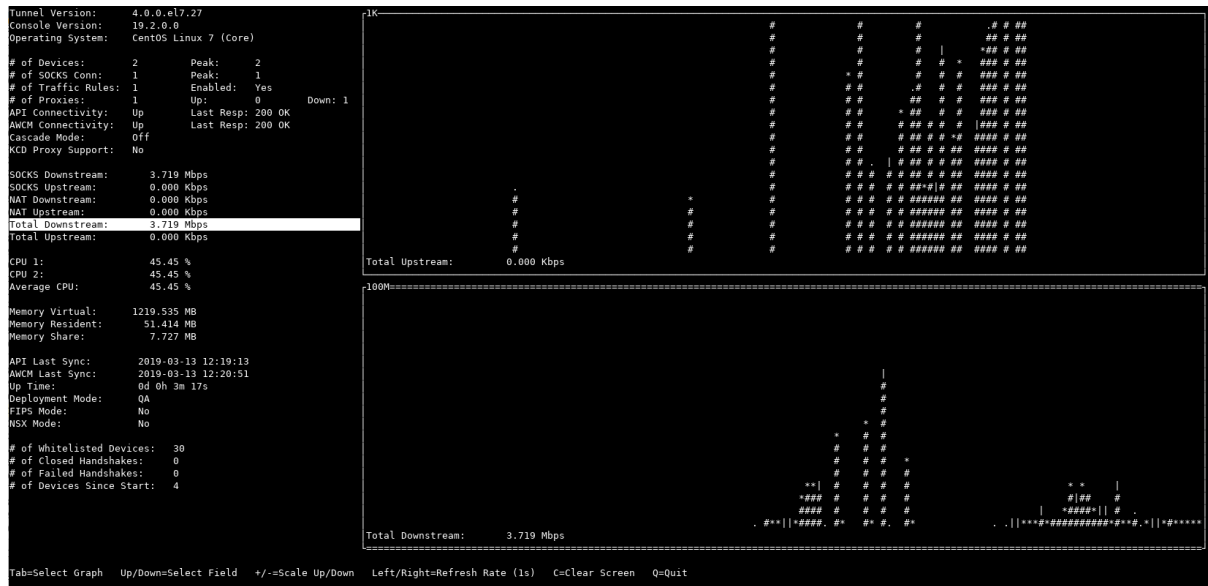 Tunnel Version: 4.0.0.el7.27
Console Version: 19.2.0.0
Operating System: CentOS Linux 7 (Core)
# of Devices: 2 Peak: 2
# of SOCKS Conn: 1 Peak: 1
# of Traffic Rules: 1 Enabled: Yes
# of Proxies: 1 Up: 0 Down: 1
API Connectivity: Up Last Resp: 200 OK
AWCM Connectivity: Up Last Resp: 200 OK
Cascade Mode: Off
KCD Proxy Support: No
SOCKS Downstream: 3.719 Mbps
SOCKS Upstream: 0.000 Kbps
NAT Downstream: 0.000 Kbps
NAT Upstream: 0.000 Kbps
Total Downstream: 3.719 Mbps
Total Upstream: 0.000 Kbps
CPU 1: 45.45 %
CPU 2: 45.45 %
Average CPU: 45.45 %
Memory Virtual: 1219.535 MB
Memory Resident: 51.414 MB
Memory Share: 7.727 MB
API Last Sync: 2019-03-13 12:19:13
AWCM Last Sync: 2019-03-13 12:20:51
Up Time: 0d 0h 3m 17s
Deployment Mode: QA
FIPS Mode: No
NSX Mode: No
# of Whitelisted Devices: 30
# of Closed Handshakes: 0
# of Failed Handshakes: 0
# of Devices Since Start: 4
1K
Total Upstream: 0.000 Kbps
100M
Total Downstream: 3.719 Mbps
Tab=Select Graph Up/Down=Select Field +/-=Scale Up/Down Left/Right=Refresh Rate (1s) C=Clear Screen Q=Quit